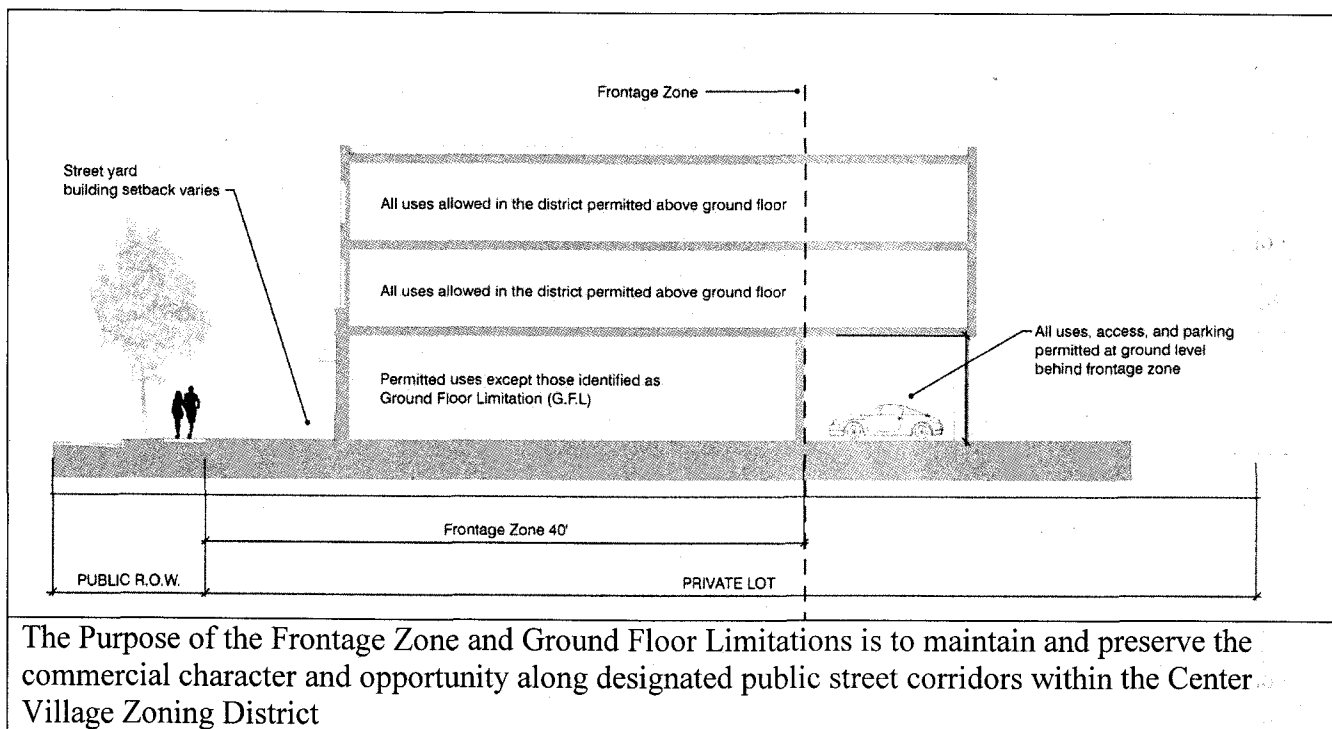 Frontage Zone
Street yard
building setback varies
All uses allowed in the district permitted above ground floor
All uses allowed in the district permitted above ground floor
All uses, access, and parking
permitted at ground level
behind frontage zone
Permitted uses except those identified as
Ground Floor Limitation (G.F.L)
Frontage Zone 40'
PUBLIC R.O.W.
PRIVATE LOT
The Purpose of the Frontage Zone and Ground Floor Limitations is to maintain and preserve the
commercial character and opportunity along designated public street corridors within the Center
Village Zoning District